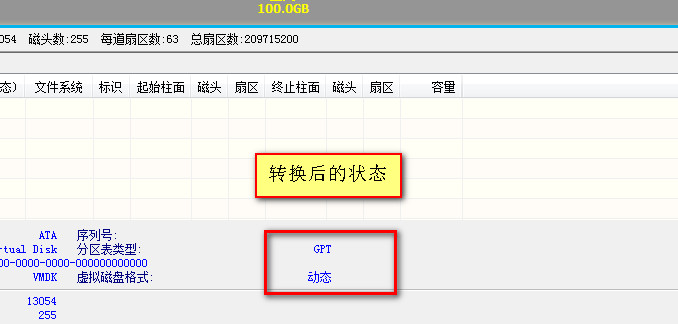 100.0GB
3054 磁头数:255 每道扇区数:63 总扇区数:209715200
态) 文件系统 标识 起始柱面 磁头 扇区 终止柱面 磁头 扇区 容量
转换后的状态
ATA 序列号:
rtual Disk 分区表类型: GPT
00-0000-0000-000000000000
VMDK 虚拟磁盘格式: 动态
13054
255